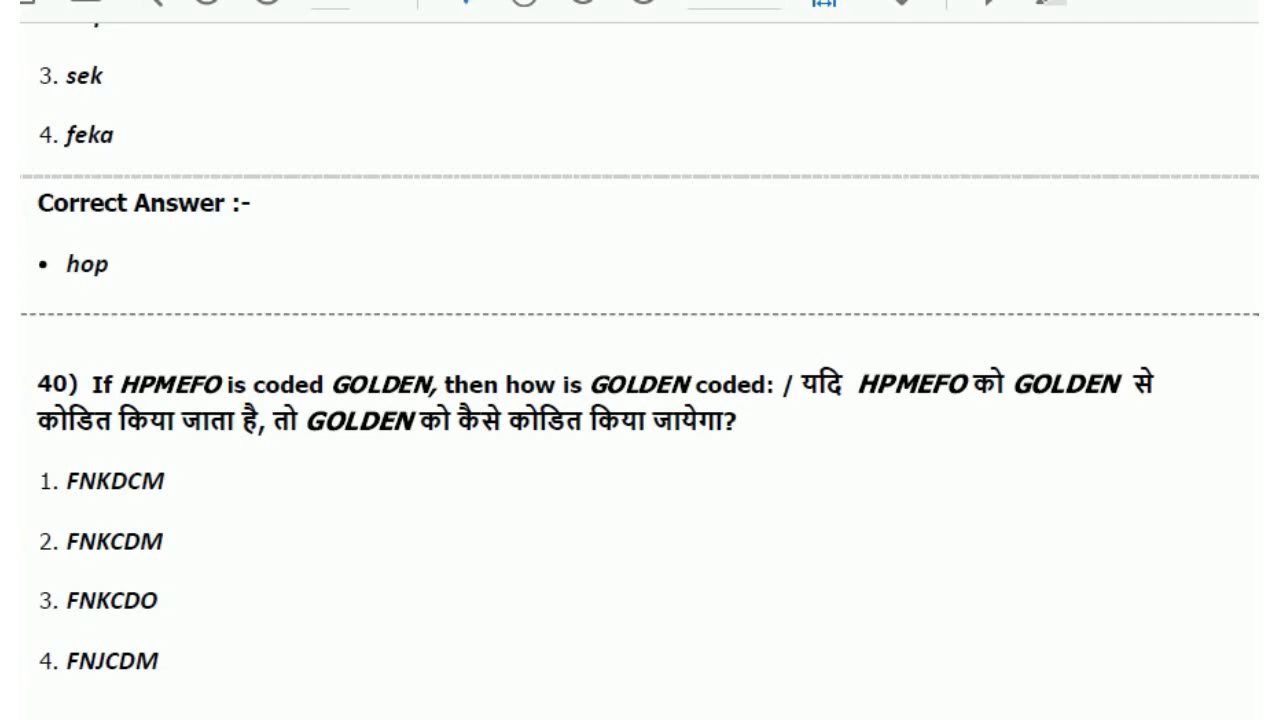 3. sek
4. feka
Correct Answer :-
• hop
40) If HPMEFO is coded GOLDEN, then how is GOLDEN coded: / यदि HPMEFO को GOLDEN से
कोडित किया जाता है, तो GOLDEN को कैसे कोडित किया जायेगा?
1. FNKDCM
2. FNKCDM
3. FNKCDO
4. FNJCDM